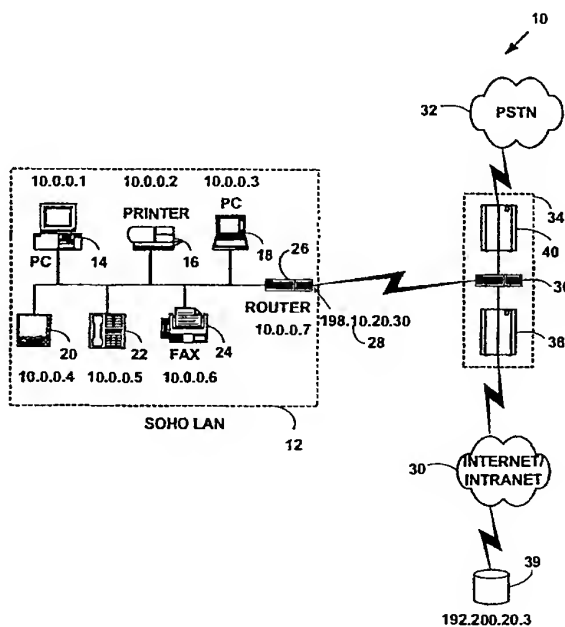 10
32
PSTN
10.0.0.1
10.0.0.2
10.0.0.3
34
PRINTER
PC
40
PC
14
16
18
26
36
ROUTER
10.0.0.7
198.10.20.30
28
38
20
22
FAX
24
10.0.0.4
10.0.0.5
10.0.0.6
SOHO LAN
12
30
INTERNET/
INTRANET
39
192.200.20.3